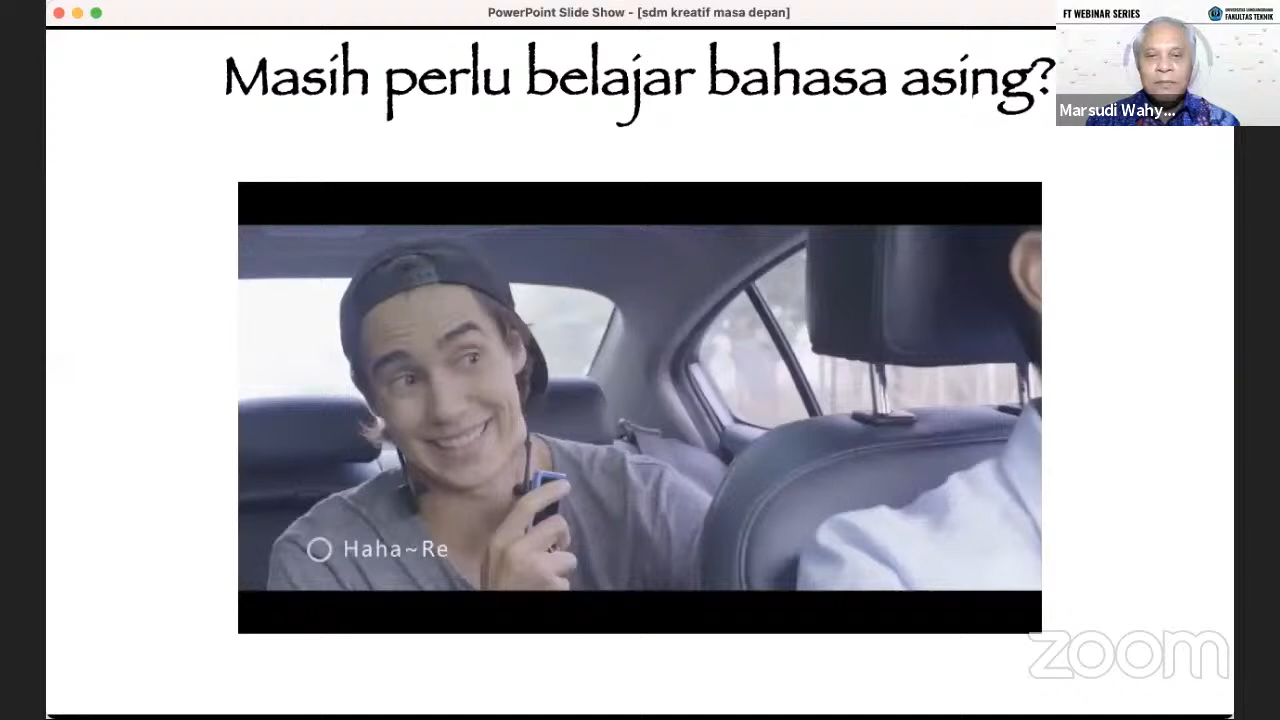 PowerPoint Slide Show - [sdm kreatif masa depan]
FT WEBINAR SERIES
FAKULTAS TEKNIK
Masih perlu belajar bahasa asing?
Marsudi Wahy...
Haha~Re
zoom